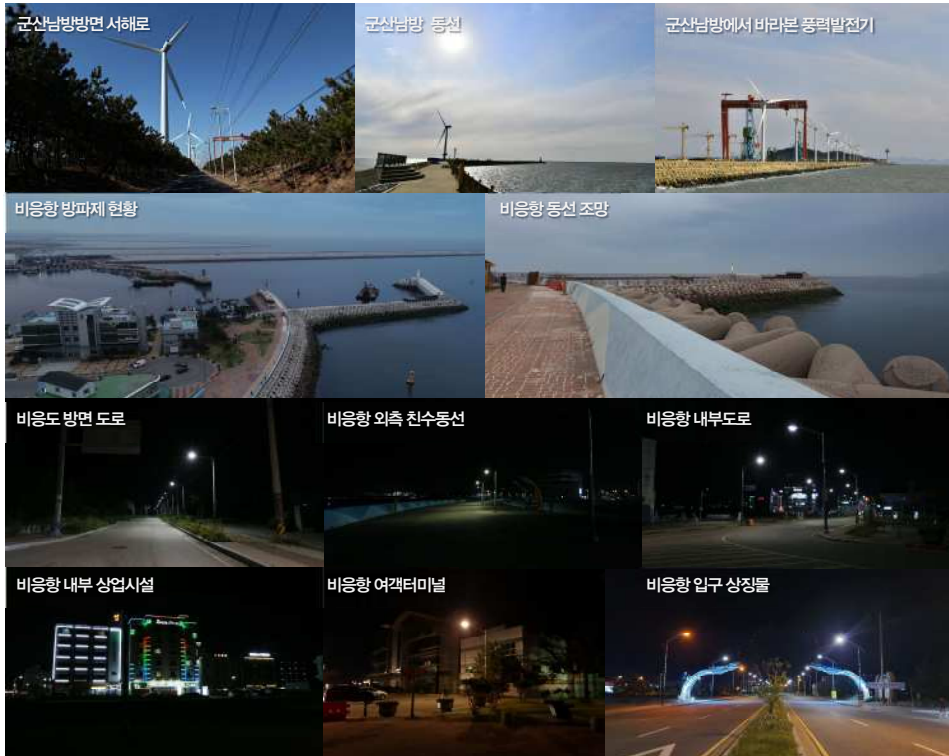 군산남방방면 서해로
군산남방 동선
군산남방에서 바라본 풍력발전기
비응항 방파제 현황
비응항 동선 조망
비응도 방면 도로
비응항 외측 친수동선
비응항 내부도로
비응항 내부 상업시설
비응항 여객터미널
비응항 입구 상징물